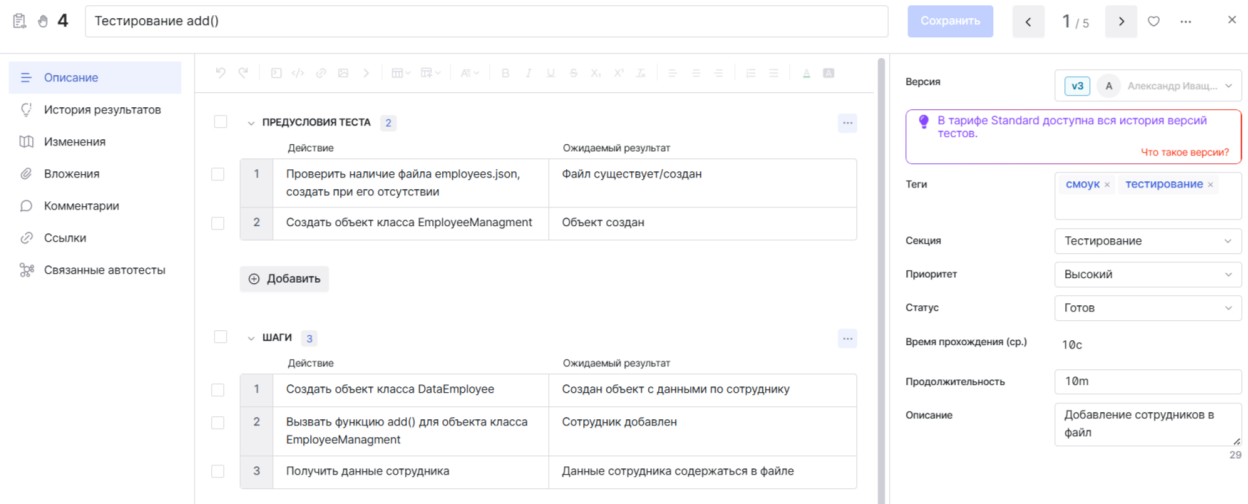 4 Тестирование add() Сохранить 1 / 5
Описание
История результатов
Изменения
Вложения
Комментарии
Ссылки
Связанные автотесты
ПРЕДУСЛОВИЯ ТЕСТА 2
Действие Ожидаемый результат
1 Проверить наличие файла employees.json, Файл существует/создан
создать при его отсутствии
2 Создать объект класса EmployeeManagment Объект создан
Добавить
ШАГИ 3
Действие Ожидаемый результат
1 Создать объект класса DataEmployee Создан объект с данными по сотруднику
2 Вызвать функцию add() для объекта класса Сотрудник добавлен
EmployeeManagment
3 Получить данные сотрудника Данные сотрудника содержаться в файле
Версия v3 А Александр Иващ...
В тарифе Standard доступна вся история версий
тестов.
Что такое версии?
Теги смоук × тестирование ×
Секция Тестирование
Приоритет Высокий
Статус Готов
Время прохождения (ср.) 10с
Продолжительность 10m
Описание Добавление сотрудников в
файл
29